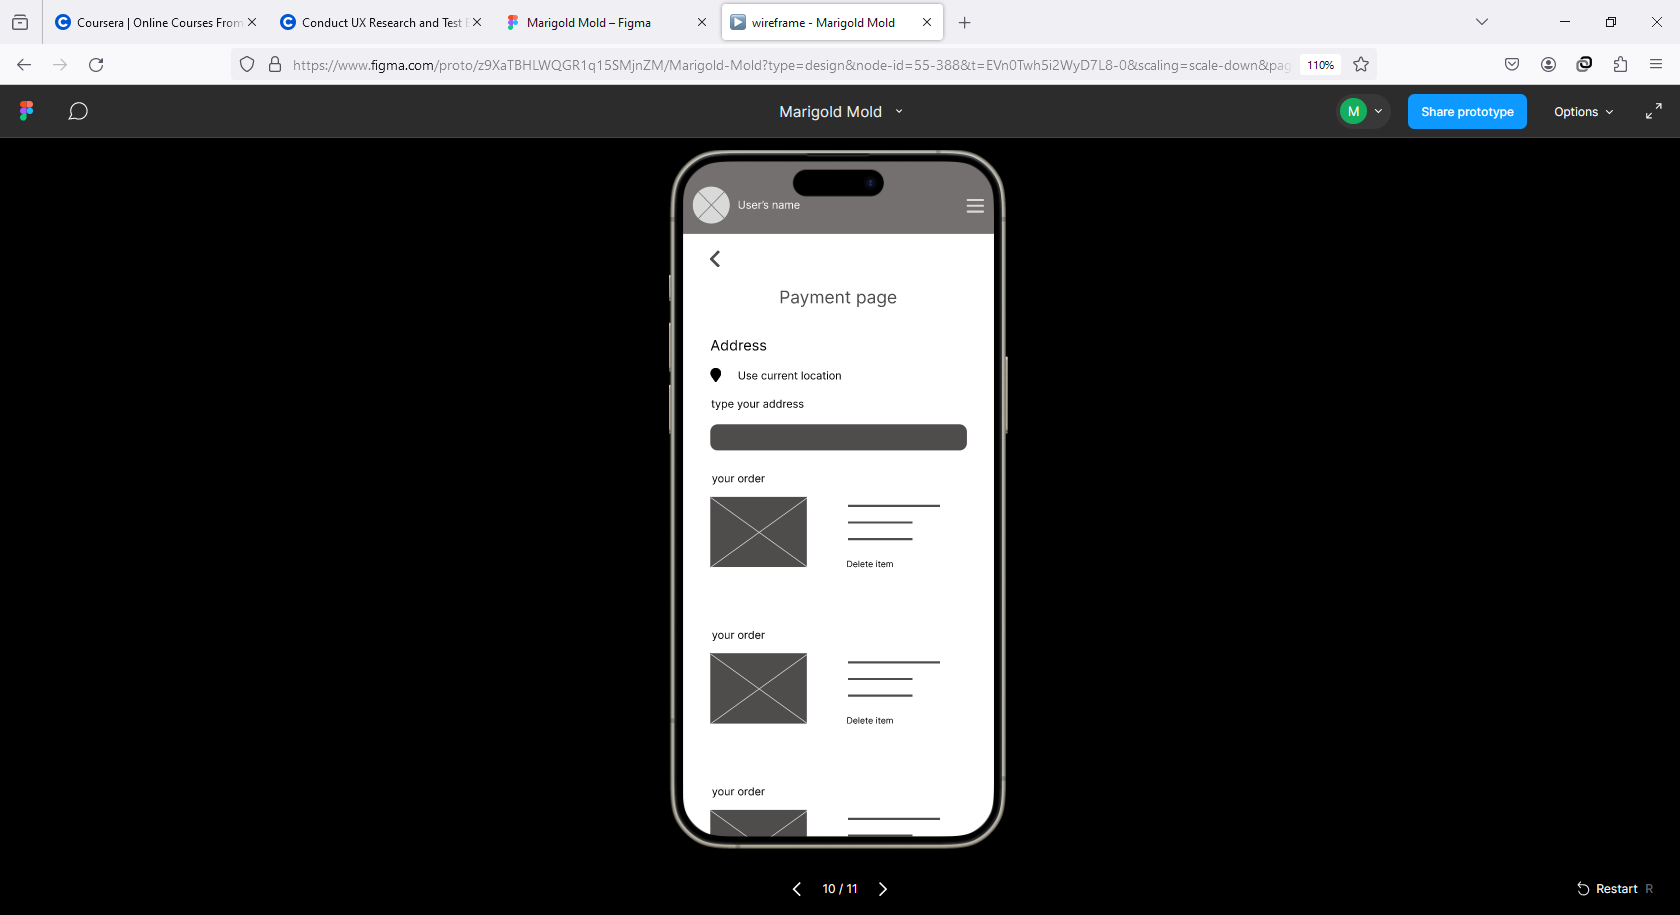 Coursera | Online Courses From
Conduct UX Research and Test
Marigold Mold – Figma
wireframe - Marigold Mold
https://www.figma.com/proto/z9XaTBHLWQGR1q15SMjnZM/Marigold-Mold?type=design&node-id=55-388&t=EVn0Twh5i2WyD7L8-0&scaling=scale-down&pag
110%
Marigold Mold
M
Share prototype
Options
User's name
Payment page
Address
Use current location
type your address
your order
Delete item
your order
Delete item
your order
10 / 11
Restart R